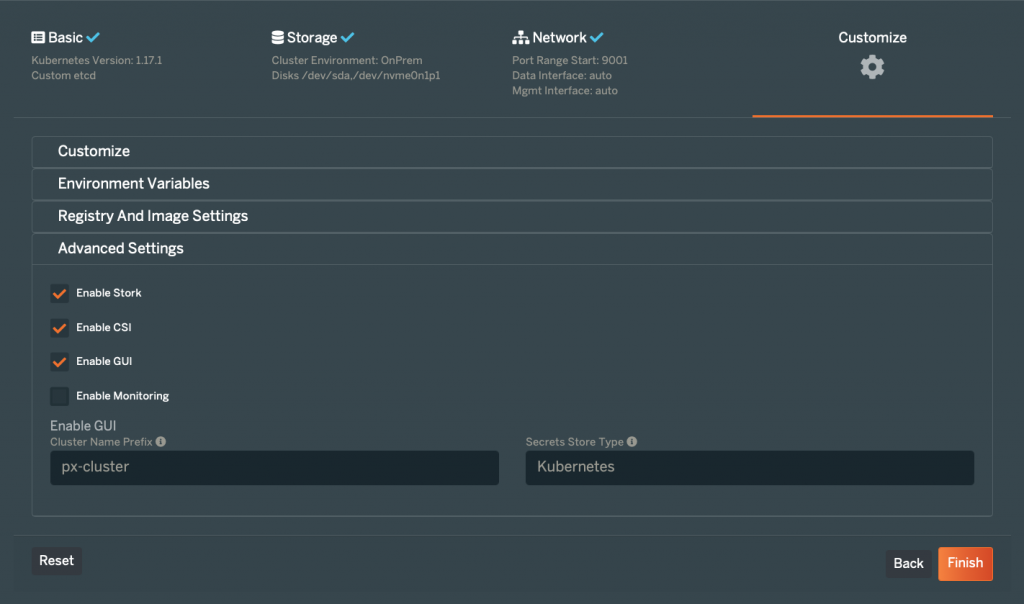 Basic
Kubernetes Version: 1.17.1
Custom etcd
Storage
Cluster Environment: OnPrem
Disks /dev/sda,/dev/nvme0n1p1
Network
Port Range Start: 9001
Data Interface: auto
Mgmt Interface: auto
Customize
Customize
Environment Variables
Registry And Image Settings
Advanced Settings
Enable Stork
Enable CSI
Enable GUI
Enable Monitoring
Enable GUI
Cluster Name Prefix
px-cluster
Secrets Store Type
Kubernetes
Reset
Back
Finish